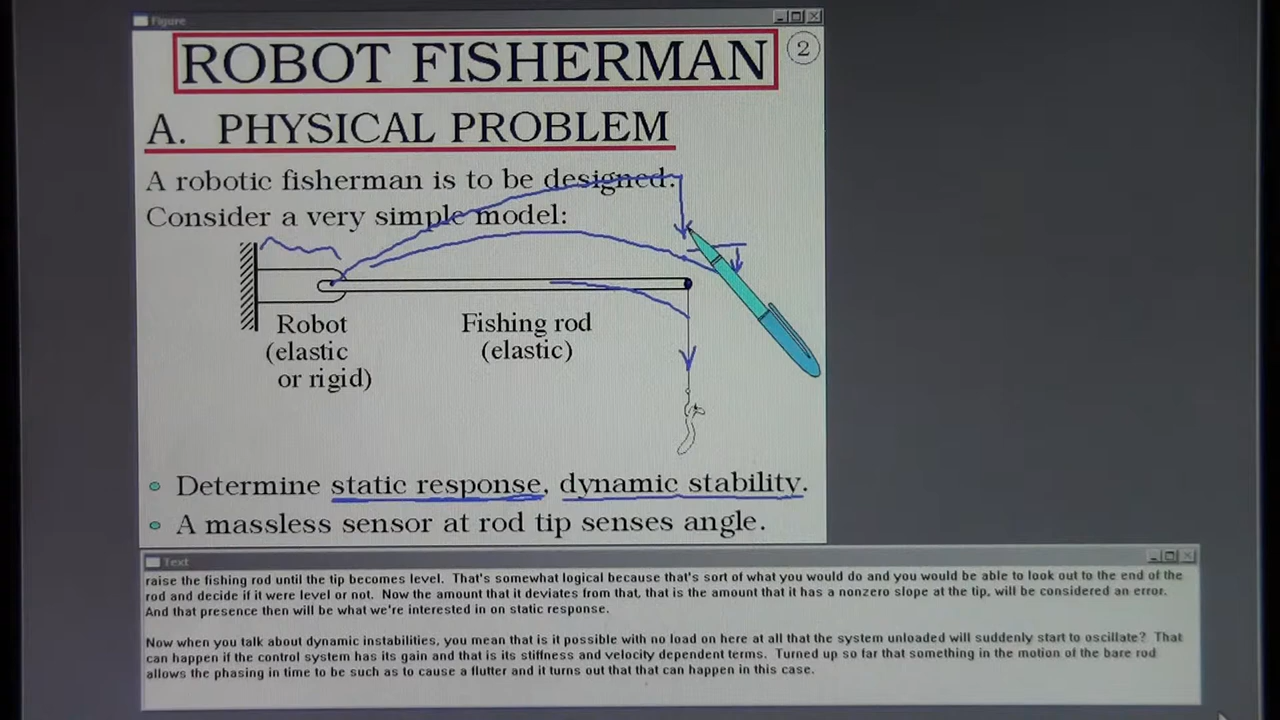 Figure
ROBOT FISHERMAN
2
A. PHYSICAL PROBLEM
A robotic fisherman is to be designed.
Consider a very simple model:
Robot
(elastic
or rigid)
Fishing rod
(elastic)
Determine static response, dynamic stability.
A massless sensor at rod tip senses angle.
Text
raise the fishing rod until the tip becomes level. That's somewhat logical because that's sort of what you would do and you would be able to look out to the end of the
rod and decide if it were level or not. Now the amount that it deviates from that, that is the amount that it has a nonzero slope at the tip, will be considered an error.
And that presence then will be what we're interested in on static response.
Now when you talk about dynamic instabilities, you mean that is it possible with no load on here at all that the system unloaded will suddenly start to oscillate? That
can happen if the control system has its gain and that is its stiffness and velocity dependent terms. Turned up so far that something in the motion of the bare rod
allows the phasing in time to be such as to cause a flutter and it turns out that that can happen in this case.